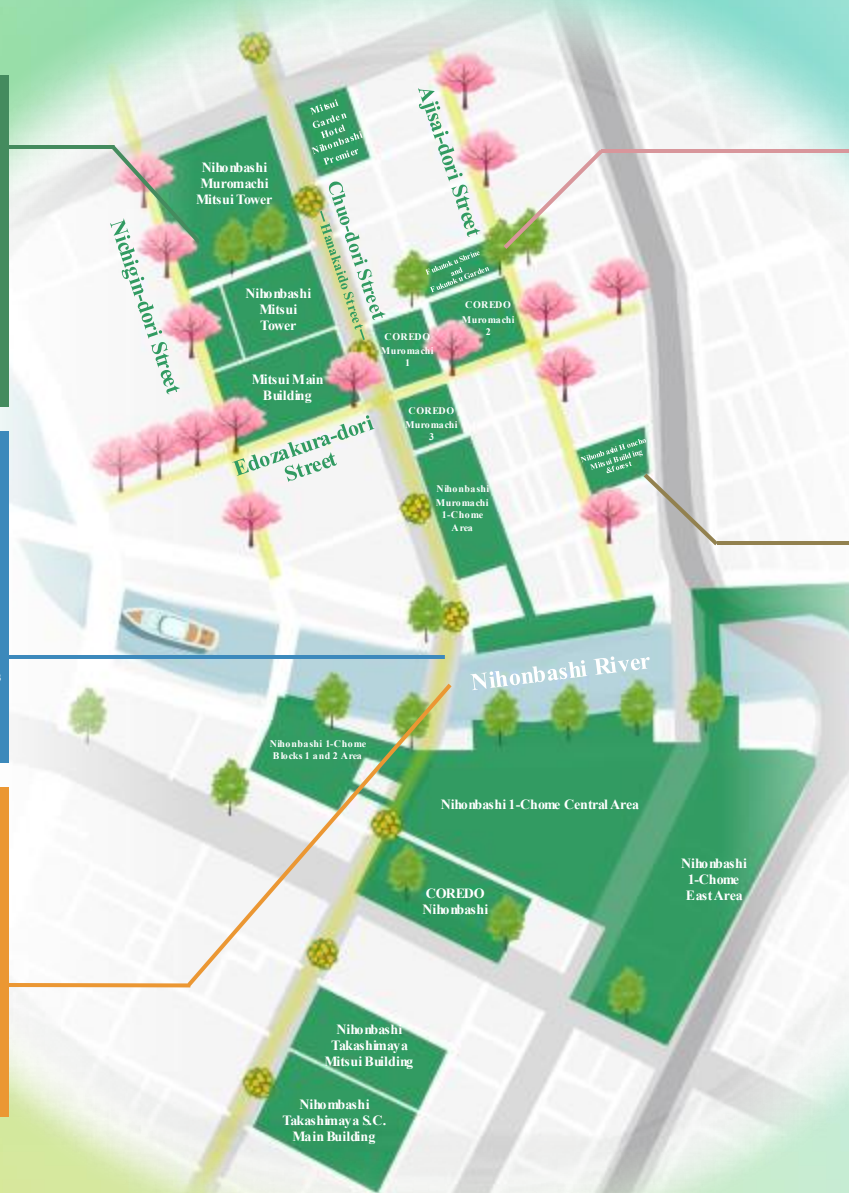 Mitsui
Garden
Hotel
Nihonbashi
Premier
Ajisai-dori Street
Nihonbashi
Muromachi
Mitsui Tower
Chuo-dori Street
Hanakaido Street
Nichigin-dori Street
Fukutoku Shrine
and
Fukutoku Garden
Nihonbashi
Mitsui
Tower
COREDO
Muromachi
2
COREDO
Muromachi
1
Mitsui Main
Building
COREDO
Muromachi
3
Edozakura-dori
Street
Nihonbashi Honcho
Mitsui Building
&forest
Nihonbashi
Muromachi
1-Chome
Area
Nihonbashi River
Nihonbashi 1-Chome
Blocks 1 and 2 Area
Nihonbashi 1-Chome Central Area
Nihonbashi
1-Chome
East Area
COREDO
Nihonbashi
Nihonbashi
Takashimaya
Mitsui Building
Nihombashi
Takashimaya S.C.
Main Building